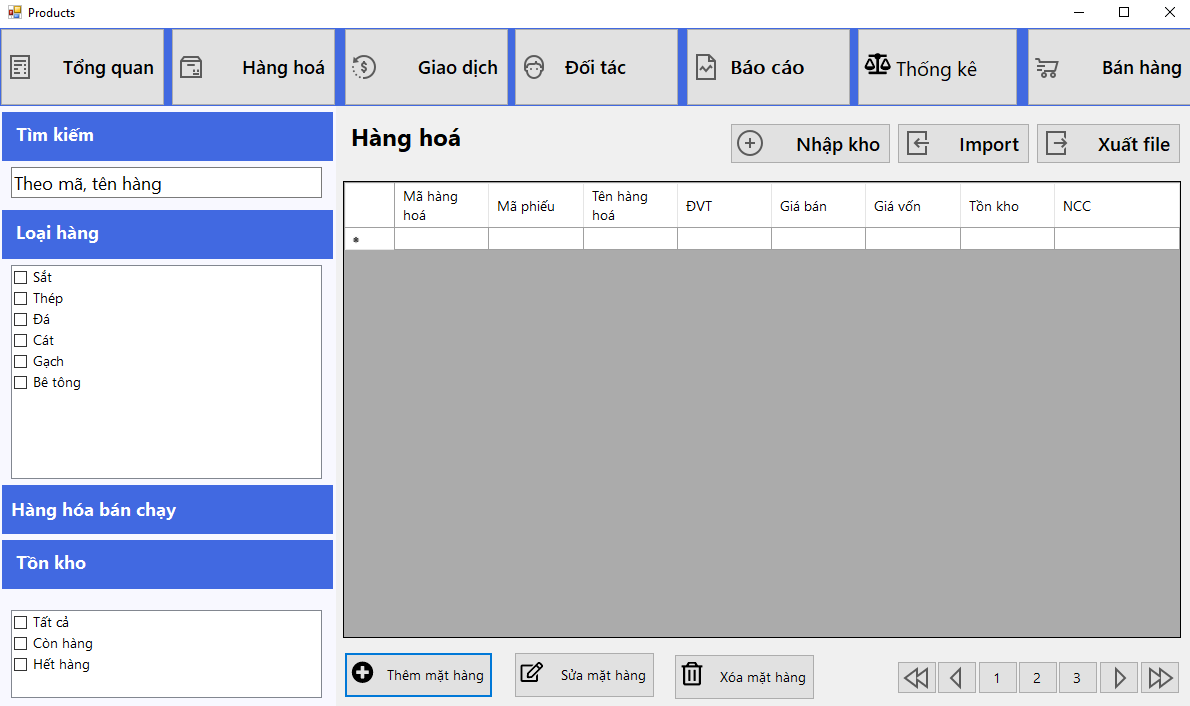 Products
Tổng quan
Hàng hoá
Giao dịch
Đối tác
Báo cáo
Thống kê
Bán hàng
Tìm kiếm
Theo mã, tên hàng
Loại hàng
Sắt
Thép
Đá
Cát
Gạch
Bê tông
Hàng hóa bán chạy
Tồn kho
Tất cả
Còn hàng
Hết hàng
Hàng hoá
Nhập kho
Import
Xuất file
Mã hàng
hoá
Mã phiếu
Tên hàng
hoá
ĐVT
Giá bán
Giá vốn
Tồn kho
NCC
*
Thêm mặt hàng
Sửa mặt hàng
Xóa mặt hàng
1
2
3